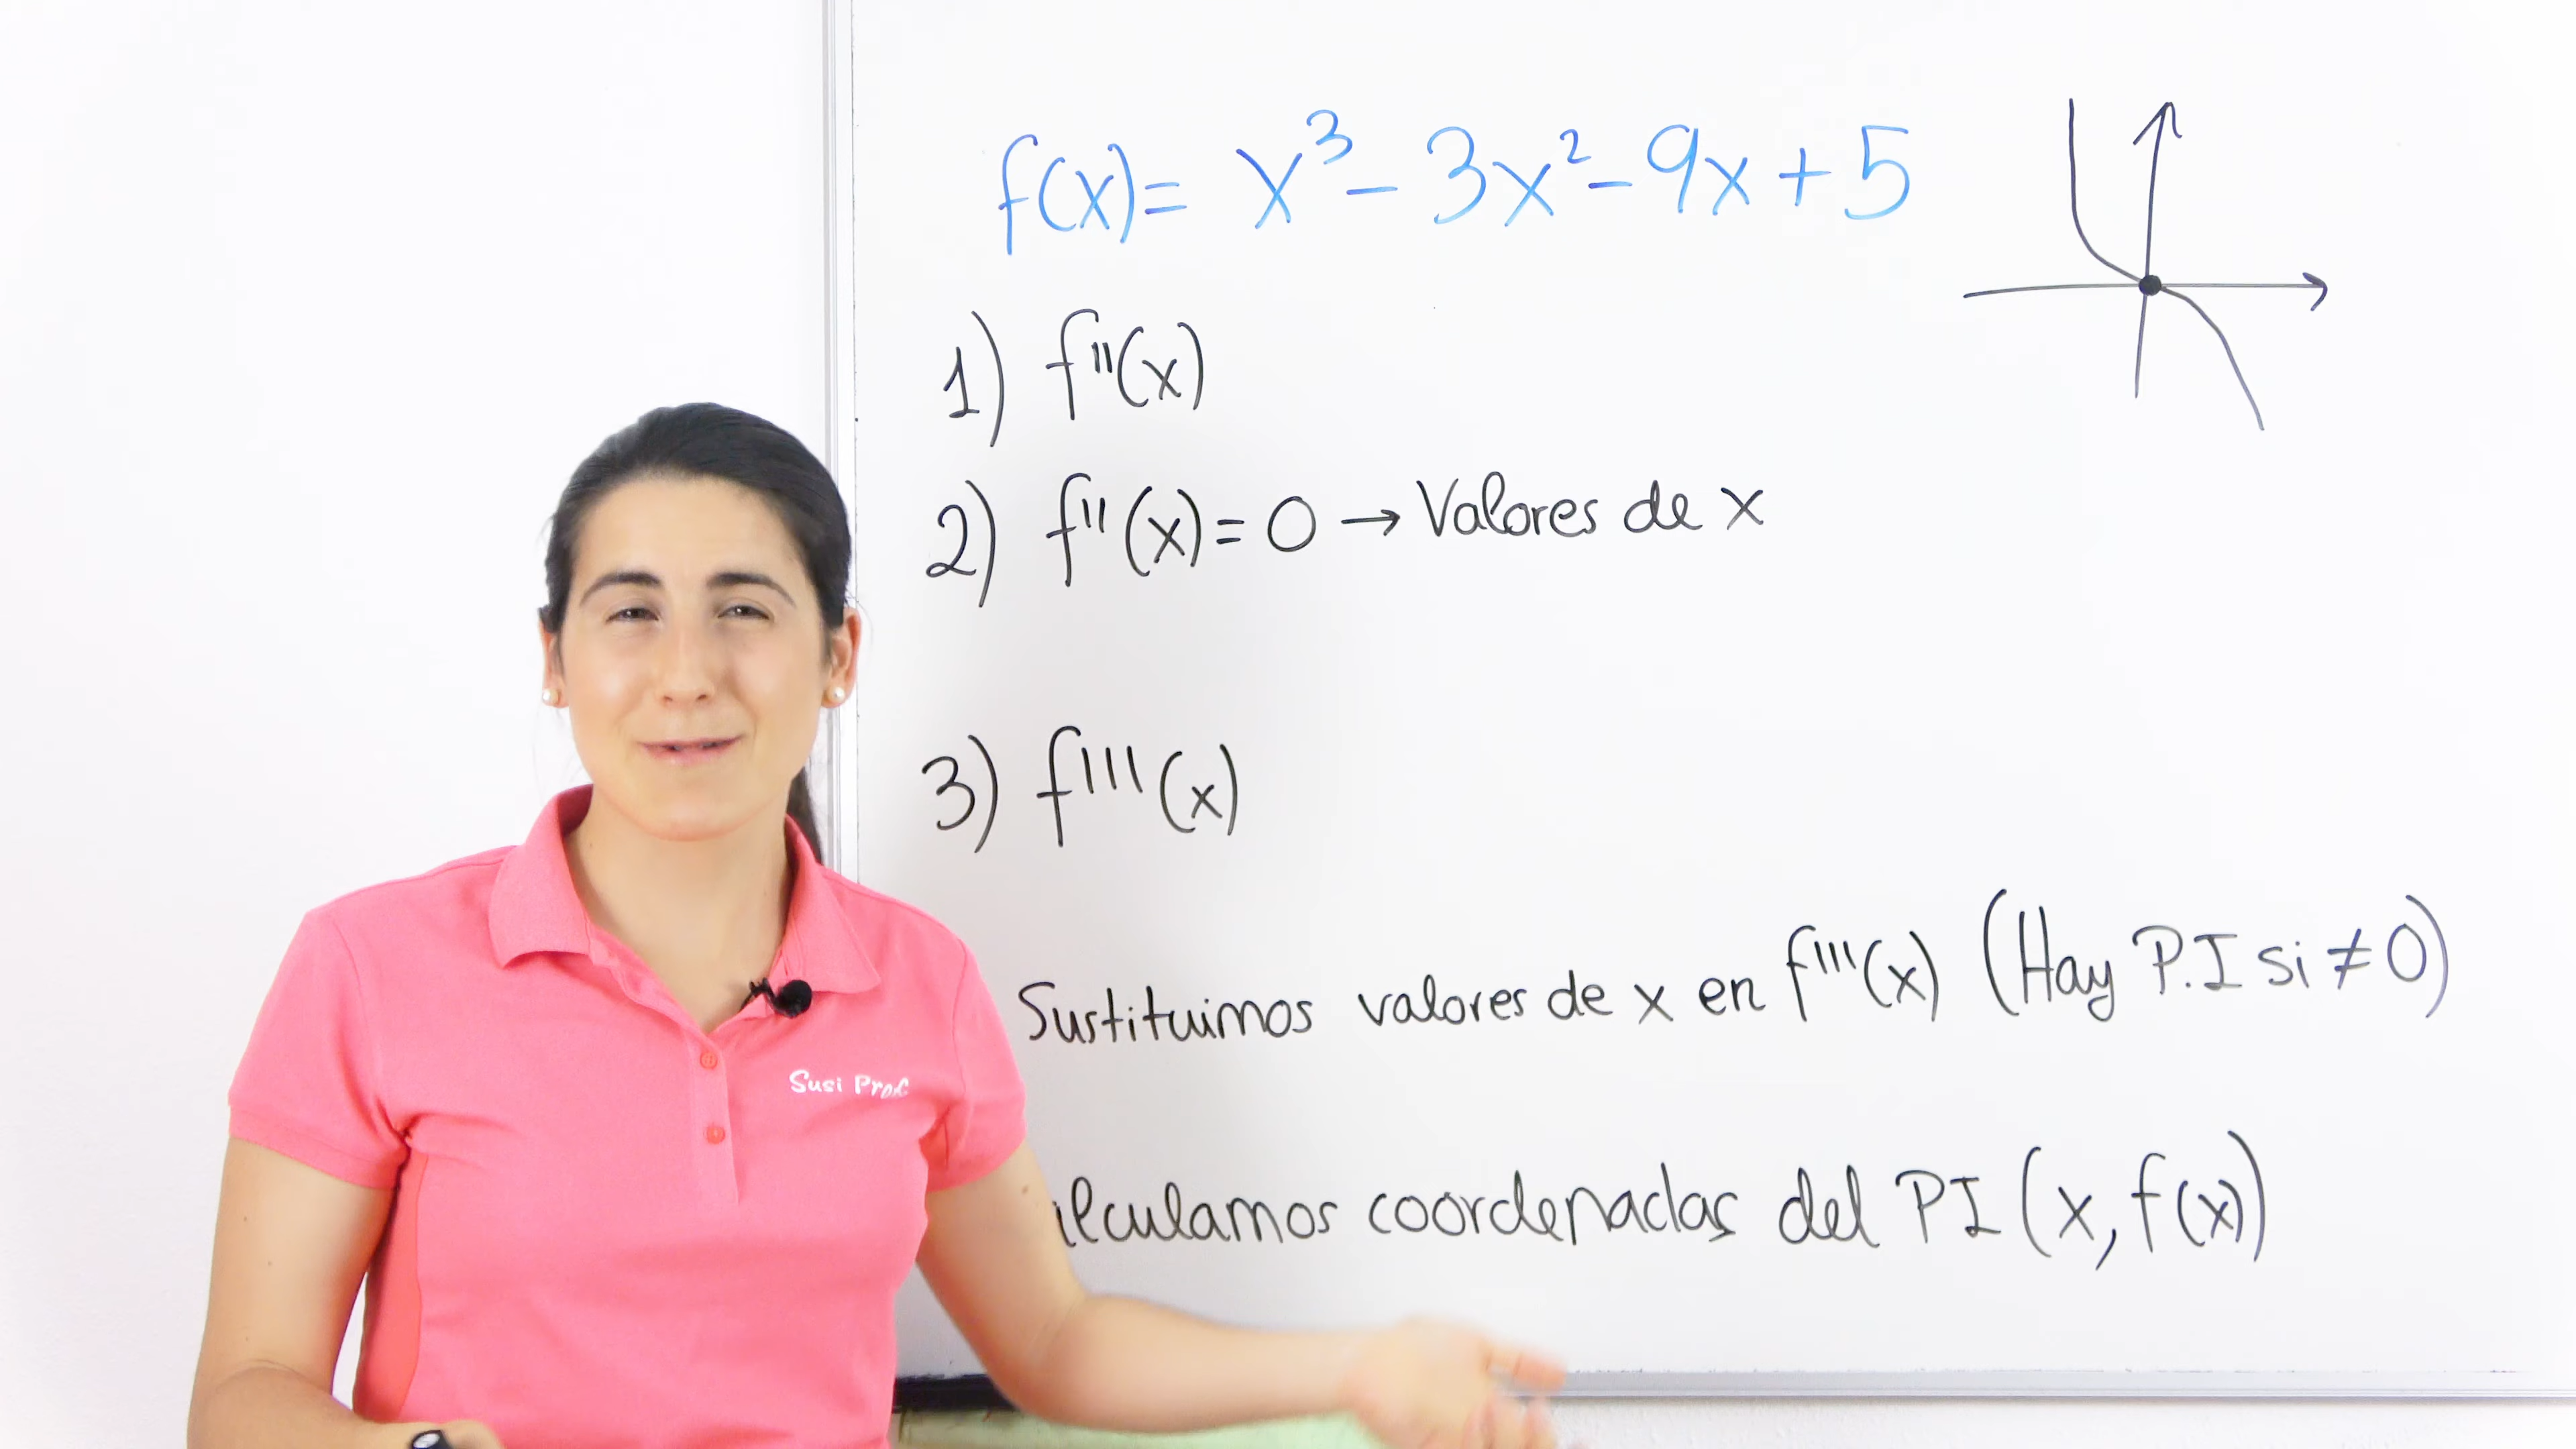 f(x)= x³ - 3x² - 9x + 5
1) f''(x)
2) f''(x) = 0 → Valores de x
3) f'''(x)
Sustituimos valores de x en f'''(x) (Hay P.I si ≠ 0)
lculamos coordenadas del PI (x, f(x))
Susi Profe